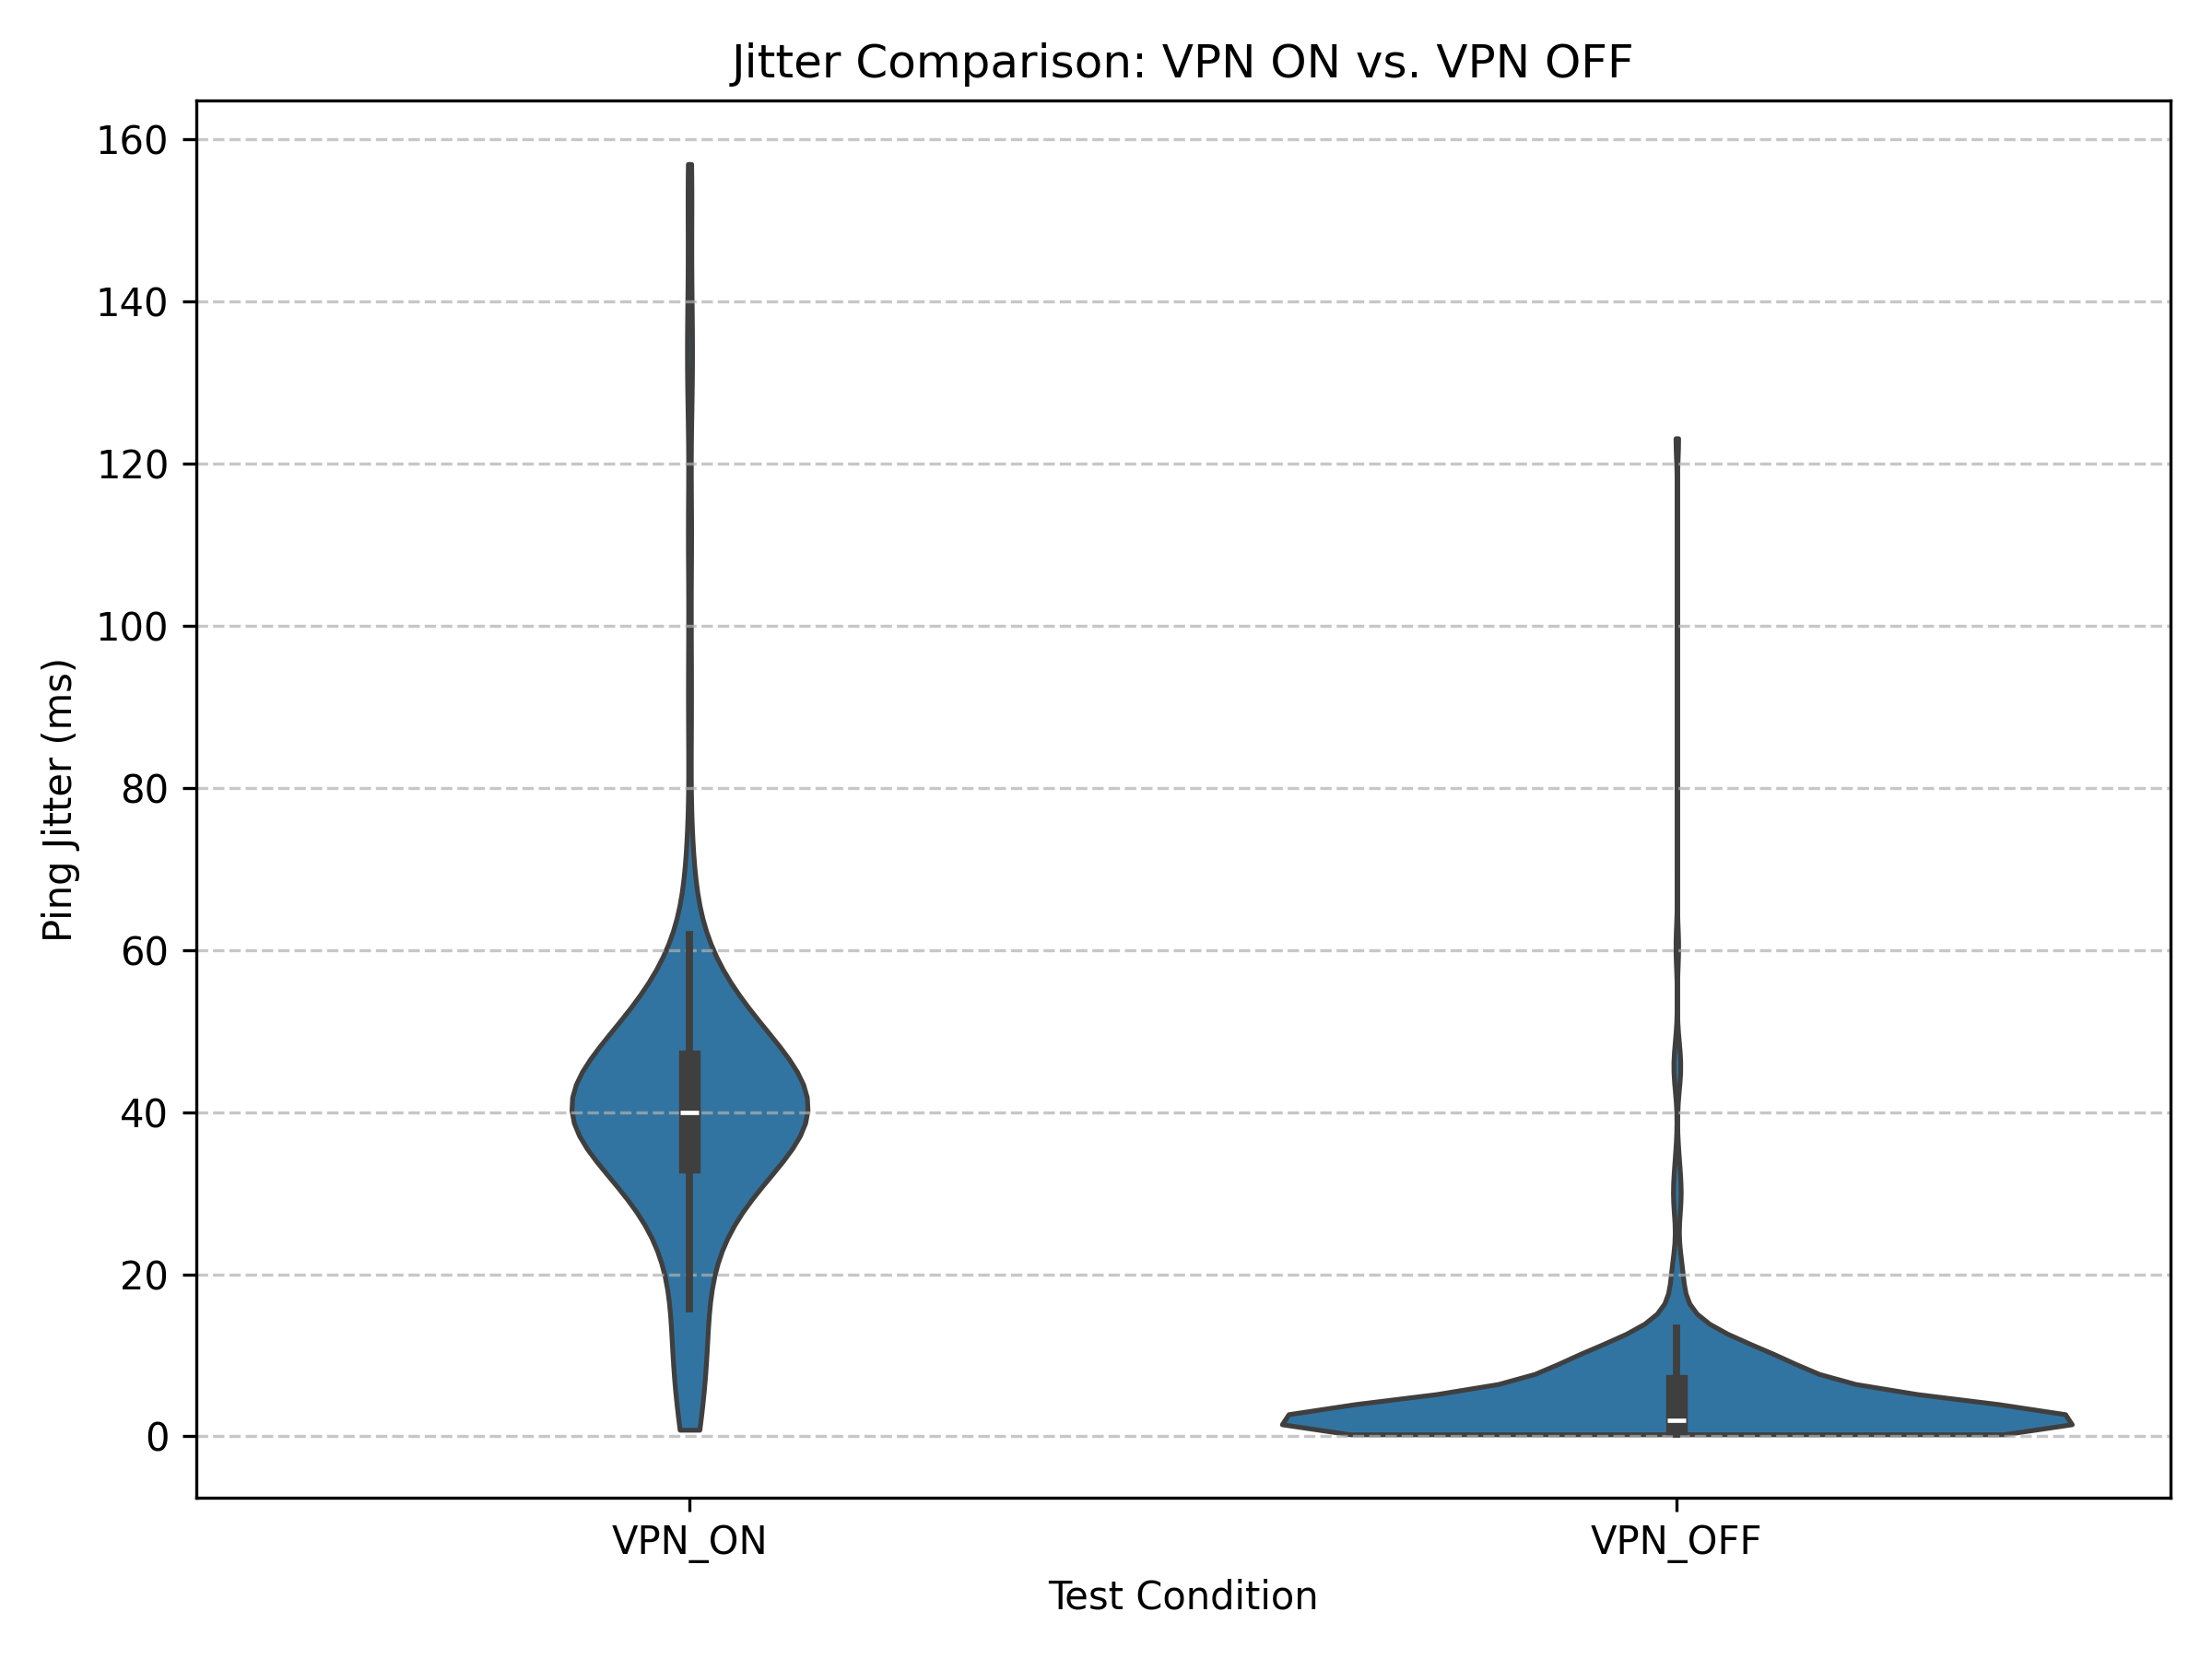 Jitter Comparison: VPN ON vs. VPN OFF
160
140
120
100
80
60
40
20
0
Ping Jitter (ms)
VPN_ON
VPN_OFF
Test Condition